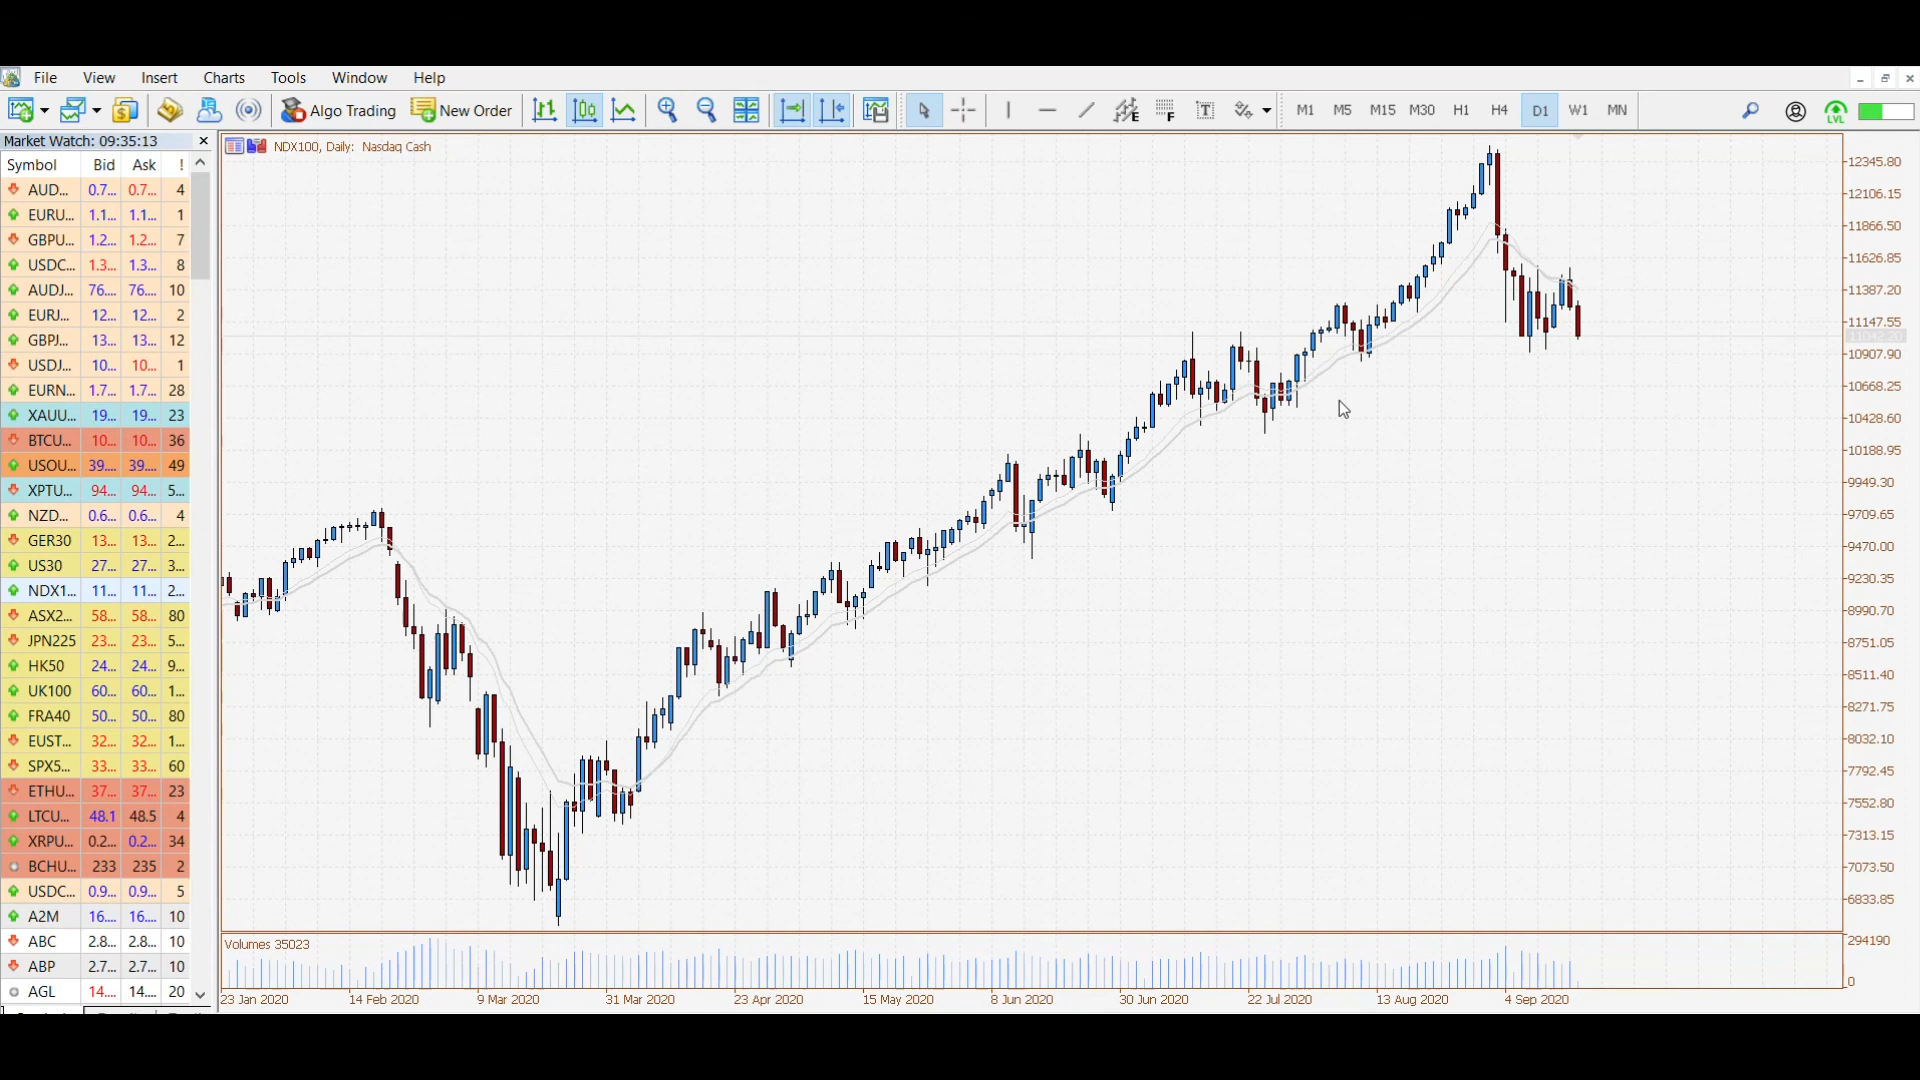 File View Insert Charts Tools Window Help
Algo Trading New Order M1 M5 M15 M30 H1 H4 D1 W1 MN
Market Watch: 09:35:13
Symbol Bid Ask !
AUD... 0.7... 0.7... 4
EURU... 1.1... 1.1... 1
GBPU... 1.2... 1.2... 7
USDC... 1.3... 1.3... 8
AUDJ... 76.... 76.... 10
EURJ... 12... 12... 2
GBPJ... 13... 13... 12
USDJ... 10... 10... 1
EURN... 1.7... 1.7... 28
XAUU... 19... 19... 23
BTCU... 10... 10... 36
USOU... 39.... 39.... 49
XPTU... 94... 94... 5...
NZD... 0.6... 0.6... 4
GER30 13... 13... 2...
US30 27... 27... 3...
NDX1... 11... 11... 2...
ASX2... 58... 58... 80
JPN225 23... 23... 5...
HK50 24... 24... 9...
UK100 60... 60... 1...
FRA40 50... 50... 80
EUST... 32... 32... 1...
SPX5... 33... 33... 60
ETHU... 37... 37... 23
LTCU... 48.1 48.5 4
XRPU... 0.2... 0.2... 34
BCHU... 233 235 2
USDC... 0.9... 0.9... 5
A2M 16.... 16.... 10
ABC 2.8... 2.8... 10
ABP 2.7... 2.7... 10
AGL 14.... 14.... 20
NDX100, Daily: Nasdaq Cash
12345.80
12106.15
11866.50
11626.85
11387.20
11147.55
11042.20
10907.90
10668.25
10428.60
10188.95
9949.30
9709.65
9470.00
9230.35
8990.70
8751.05
8511.40
8271.75
8032.10
7792.45
7552.80
7313.15
7073.50
6833.85
Volumes 35023
294190
0
23 Jan 2020 14 Feb 2020 9 Mar 2020 31 Mar 2020 23 Apr 2020 15 May 2020 8 Jun 2020 30 Jun 2020 22 Jul 2020 13 Aug 2020 4 Sep 2020